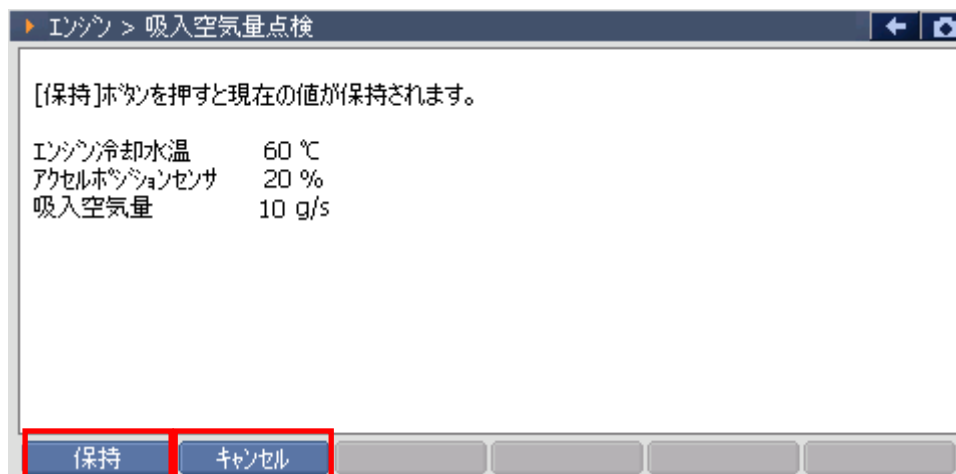 エンジン > 吸入空気量点検
[保持]ボタンを押すと現在の値が保持されます。
エンジン冷却水温 60 ℃
アクセルポジションセンサ 20 %
吸入空気量 10 g/s
保持 キャンセル